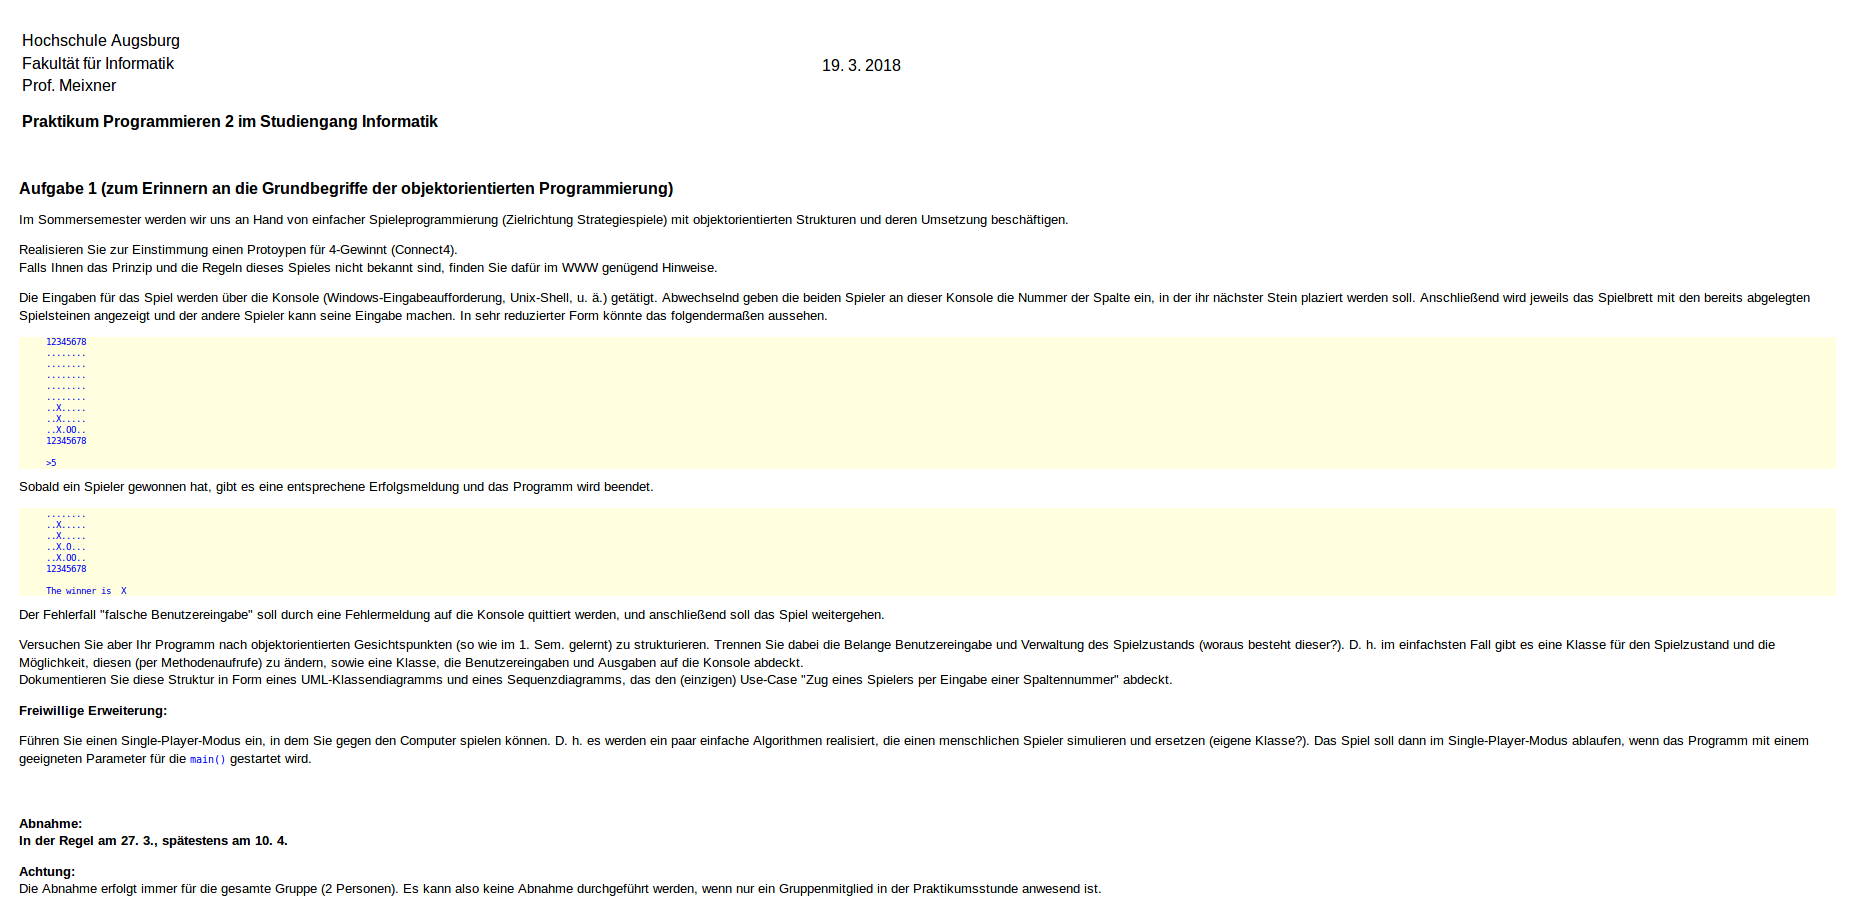 Hochschule Augsburg
Fakultät für Informatik
Prof. Meixner
19. 3. 2018
Praktikum Programmieren 2 im Studiengang Informatik
Aufgabe 1 (zum Erinnern an die Grundbegriffe der objektorientierten Programmierung)
Im Sommersemester werden wir uns an Hand von einfacher Spieleprogrammierung (Zielrichtung Strategiespiele) mit objektorientierten Strukturen und deren Umsetzung beschäftigen.
Realisieren Sie zur Einstimmung einen Protoypen für 4-Gewinnt (Connect4).
Falls Ihnen das Prinzip und die Regeln dieses Spieles nicht bekannt sind, finden Sie dafür im WWW genügend Hinweise.
Die Eingaben für das Spiel werden über die Konsole (Windows-Eingabeaufforderung, Unix-Shell, u. ä.) getätigt. Abwechselnd geben die beiden Spieler an dieser Konsole die Nummer der Spalte ein, in der ihr nächster Stein plaziert werden soll. Anschließend wird jeweils das Spielbrett mit den bereits abgelegten
Spielsteinen angezeigt und der andere Spieler kann seine Eingabe machen. In sehr reduzierter Form könnte das folgendermaßen aussehen.
12345678
........
........
........
........
........
..X.....
..X.....
..X.OO..
12345678
>5
Sobald ein Spieler gewonnen hat, gibt es eine entsprechene Erfolgsmeldung und das Programm wird beendet.
........
..X.....
..X.....
..X.O...
..X.OO..
12345678
The winner is  X
Der Fehlerfall "falsche Benutzereingabe" soll durch eine Fehlermeldung auf die Konsole quittiert werden, und anschließend soll das Spiel weitergehen.
Versuchen Sie aber Ihr Programm nach objektorientierten Gesichtspunkten (so wie im 1. Sem. gelernt) zu strukturieren. Trennen Sie dabei die Belange Benutzereingabe und Verwaltung des Spielzustands (woraus besteht dieser?). D. h. im einfachsten Fall gibt es eine Klasse für den Spielzustand und die
Möglichkeit, diesen (per Methodenaufrufe) zu ändern, sowie eine Klasse, die Benutzereingaben und Ausgaben auf die Konsole abdeckt.
Dokumentieren Sie diese Struktur in Form eines UML-Klassendiagramms und eines Sequenzdiagramms, das den (einzigen) Use-Case "Zug eines Spielers per Eingabe einer Spaltennummer" abdeckt.
Freiwillige Erweiterung:
Führen Sie einen Single-Player-Modus ein, in dem Sie gegen den Computer spielen können. D. h. es werden ein paar einfache Algorithmen realisiert, die einen menschlichen Spieler simulieren und ersetzen (eigene Klasse?). Das Spiel soll dann im Single-Player-Modus ablaufen, wenn das Programm mit einem
geeigneten Parameter für die main() gestartet wird.
Abnahme:
In der Regel am 27. 3., spätestens am 10. 4.
Achtung:
Die Abnahme erfolgt immer für die gesamte Gruppe (2 Personen). Es kann also keine Abnahme durchgeführt werden, wenn nur ein Gruppenmitglied in der Praktikumsstunde anwesend ist.